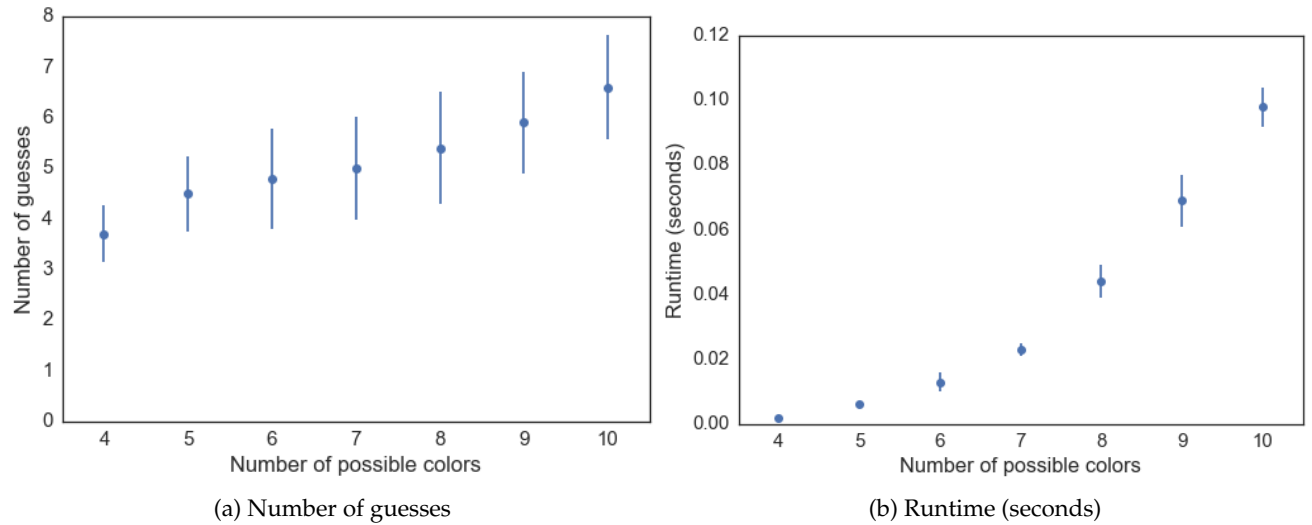 8
7
6
5
4
3
2
1
0
Number of guesses
4 5 6 7 8 9 10
Number of possible colors
(a) Number of guesses
0.12
0.10
0.08
0.06
0.04
0.02
0.00
Runtime (seconds)
4 5 6 7 8 9 10
Number of possible colors
(b) Runtime (seconds)